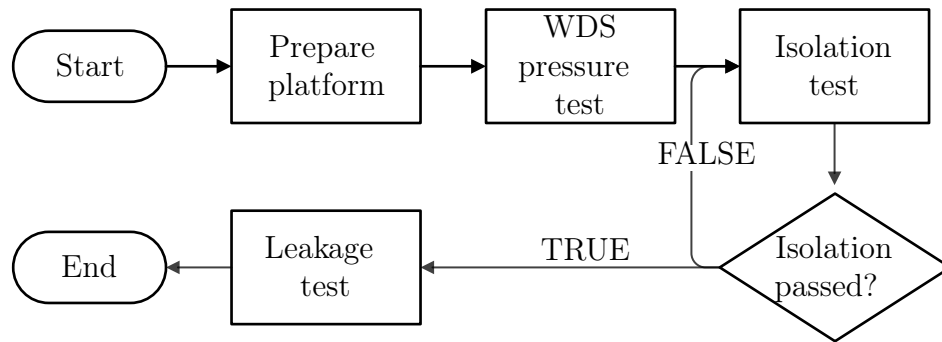 Start
Prepare
platform
WDS
pressure
test
Isolation
test
FALSE
Isolation
passed?
TRUE
Leakage
test
End